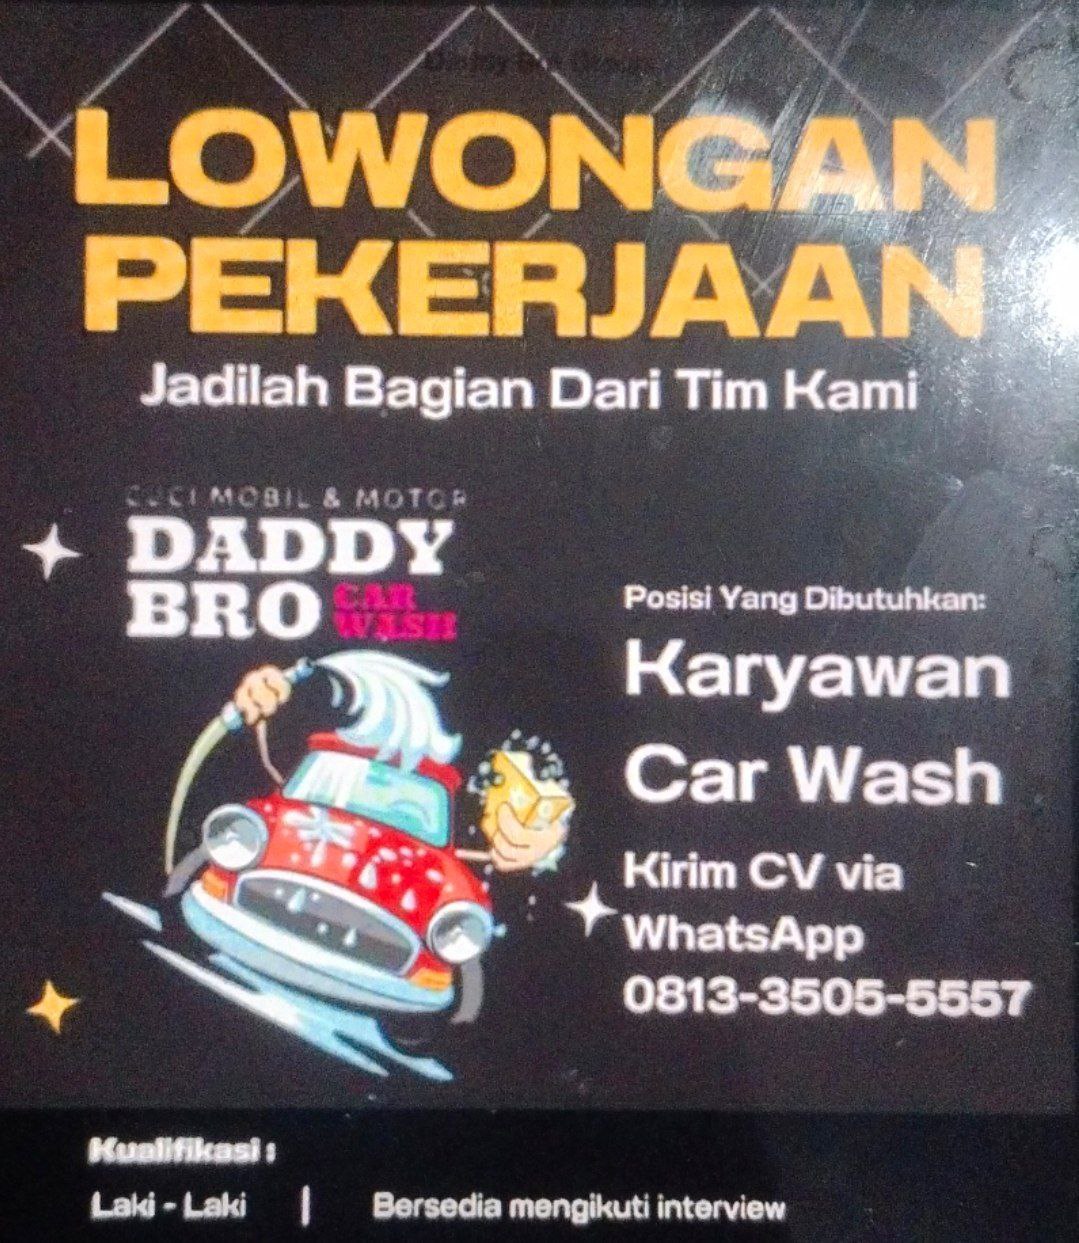 LOWONGAN
PEKERJAAN
Jadilah Bagian Dari Tim Kami
CUCI MOBIL & MOTOR
DADDY
BRO CAR
WASH
Posisi Yang Dibutuhkan:
Karyawan
Car Wash
Kirim CV via
WhatsApp
0813-3505-5557
Kualifikasi :
Laki - Laki | Bersedia mengikuti interview